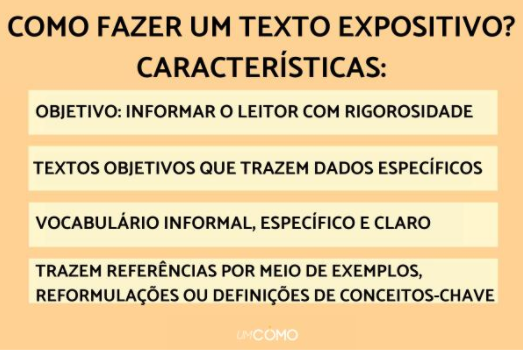 COMO FAZER UM TEXTO EXPOSITIVO?
CARACTERÍSTICAS:
OBJETIVO: INFORMAR O LEITOR COM RIGOROSIDADE
TEXTOS OBJETIVOS QUE TRAZEM DADOS ESPECÍFICOS
VOCABULÁRIO INFORMAL, ESPECÍFICO E CLARO
TRAZEM REFERÊNCIAS POR MEIO DE EXEMPLOS,
REFORMULAÇÕES OU DEFINIÇÕES DE CONCEITOS-CHAVE
UMCOMO